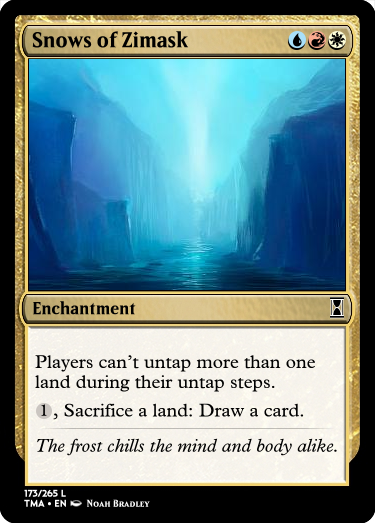 Snows of Zimask
Enchantment
Players can't untap more than one
land during their untap steps.
1, Sacrifice a land: Draw a card.
The frost chills the mind and body alike.
173/265 L
TMA • EN Noah Bradley